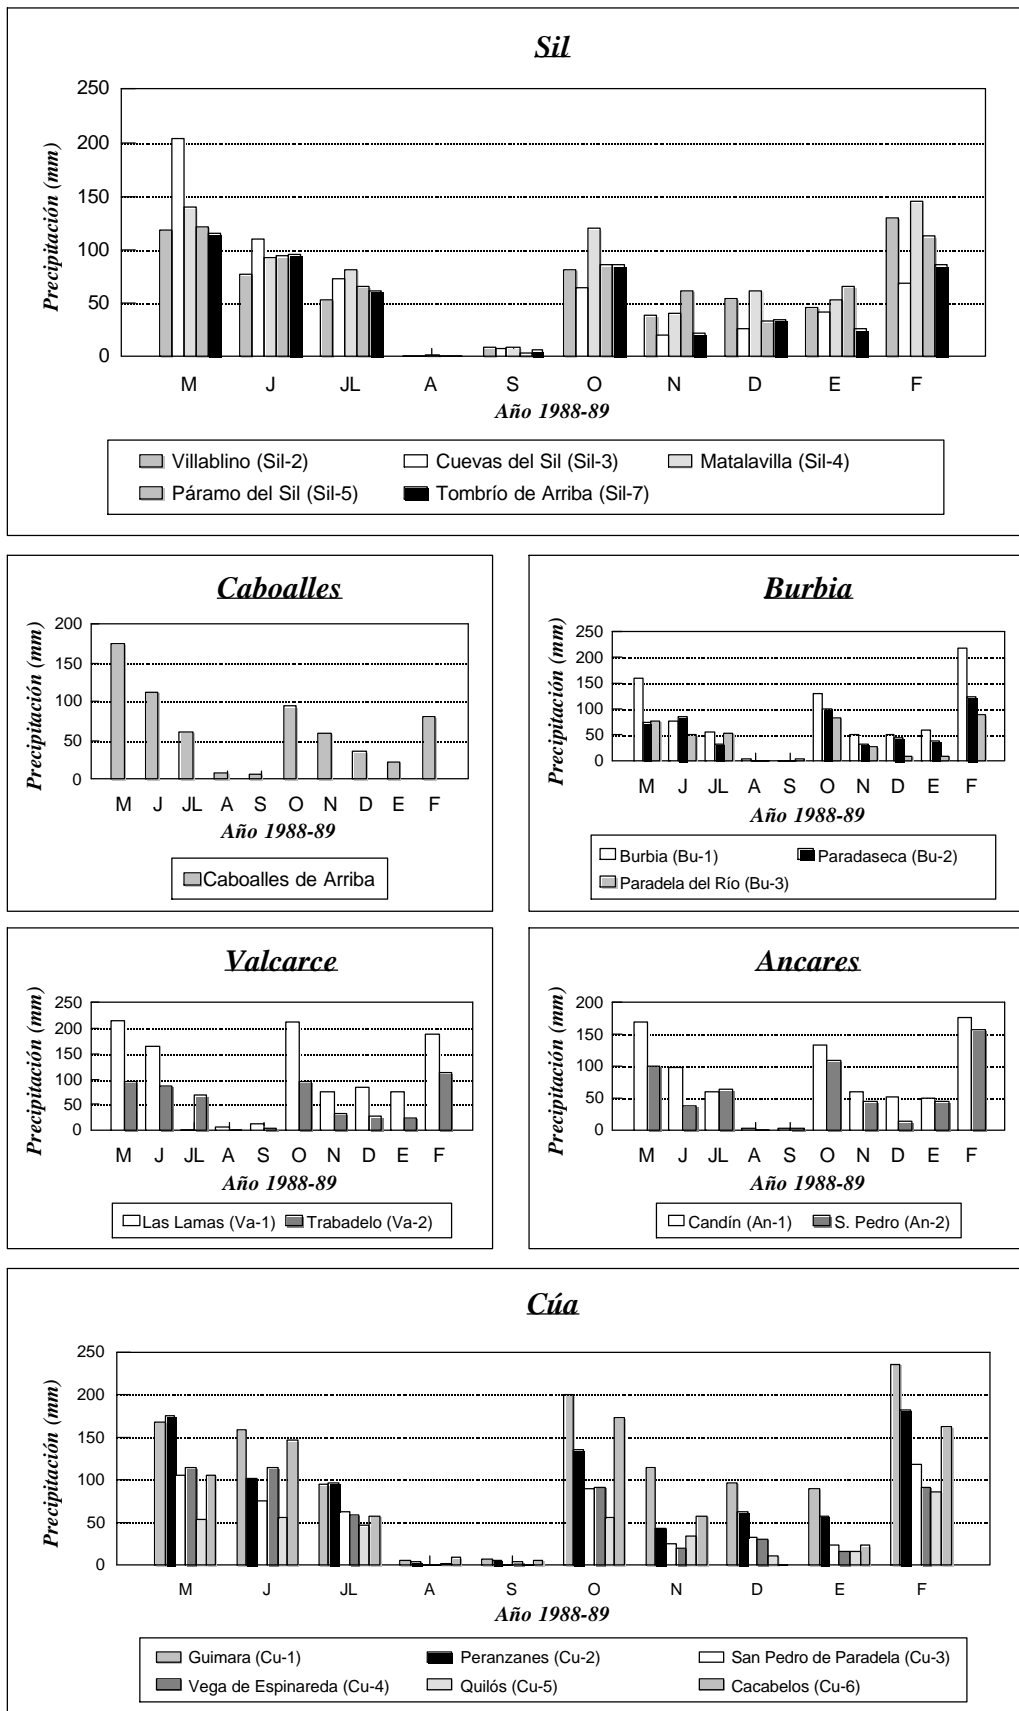 Sil
Precipitación (mm)
250
200
150
100
50
0
M J JL A S O N D E F
Año 1988-89
Villablino (Sil-2) Cuevas del Sil (Sil-3) Matalavilla (Sil-4)
Páramo del Sil (Sil-5) Tombrío de Arriba (Sil-7)
Caboalles
Precipitación (mm)
200
150
100
50
0
M J JL A S O N D E F
Año 1988-89
Caboalles de Arriba
Burbia
Precipitación (mm)
250
200
150
100
50
0
M J JL A S O N D E F
Año 1988-89
Burbia (Bu-1) Paradaseca (Bu-2)
Paradela del Río (Bu-3)
Valcarce
Precipitación (mm)
250
200
150
100
50
0
M J JL A S O N D E F
Año 1988-89
Las Lamas (Va-1) Trabadelo (Va-2)
Ancares
Precipitación (mm)
200
150
100
50
0
M J JL A S O N D E F
Año 1988-89
Candín (An-1) S. Pedro (An-2)
Cúa
Precipitación (mm)
250
200
150
100
50
0
M J JL A S O N D E F
Año 1988-89
Guimara (Cu-1) Peranzanes (Cu-2) San Pedro de Paradela (Cu-3)
Vega de Espinareda (Cu-4) Quilós (Cu-5) Cacabelos (Cu-6)